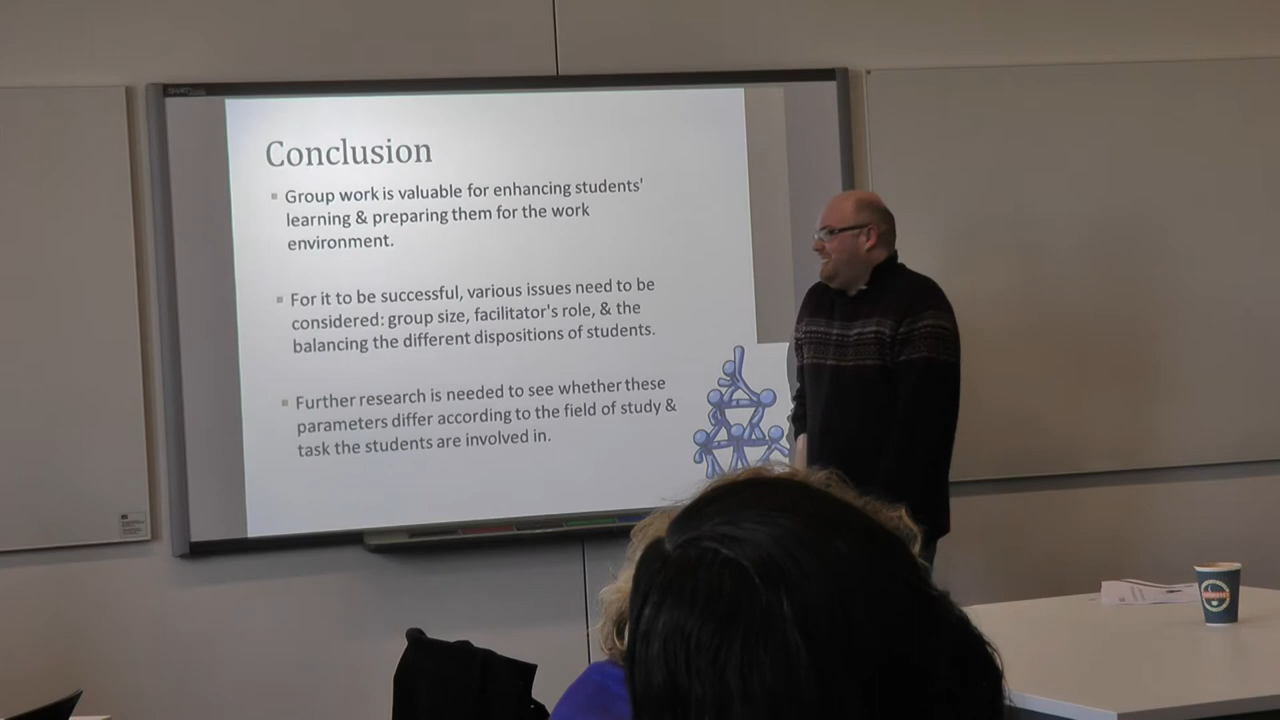 SMART
Conclusion
Group work is valuable for enhancing students'
learning & preparing them for the work
environment.
For it to be successful, various issues need to be
considered: group size, facilitator's role, & the
balancing the different dispositions of students.
Further research is needed to see whether these
parameters differ according to the field of study &
task the students are involved in.